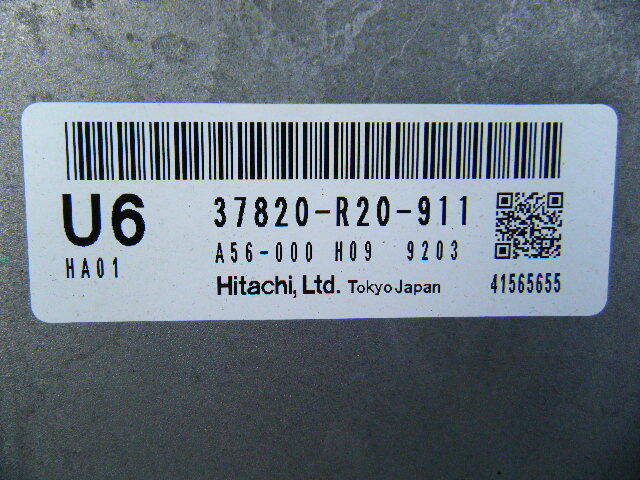 U6 37820-R20-911
HA01 A56-000 H09 9203
Hitachi, Ltd. Tokyo Japan 41565655